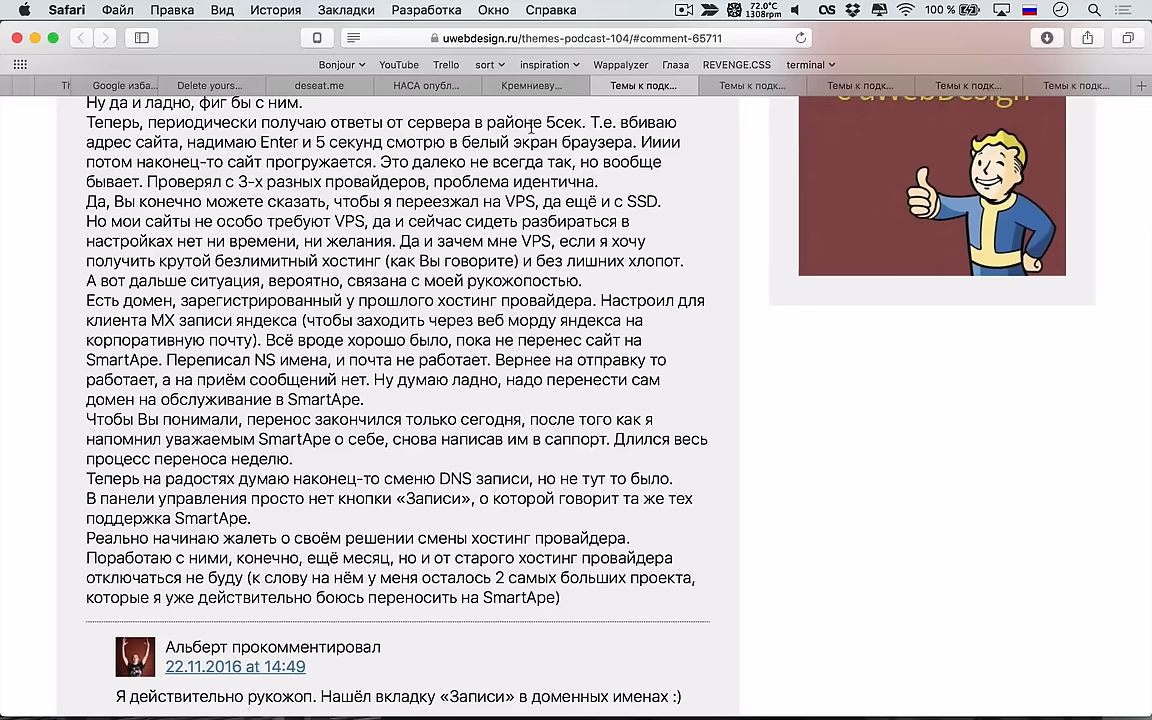 Safari Файл Правка Вид История Закладки Разработка Окно Справка 72.0°C 1308rpm 100 %
uwebdesign.ru/themes-podcast-104/#comment-65711
Bonjour YouTube Trello sort inspiration Wappalyzer Глаза REVENGE.CSS terminal
Google изба... Delete yours... deseat.me НАСА опубл... Кремниеву... Темы к подк... Темы к подк... Темы к подк... Темы к подк... Темы к подк...
Ну да и ладно, фиг бы с ним.
Теперь, периодически получаю ответы от сервера в районе 5сек. Т.е. вбиваю
адрес сайта, надимаю Enter и 5 секунд смотрю в белый экран браузера. Ииии
потом наконец-то сайт прогружается. Это далеко не всегда так, но вообще
бывает. Проверял с 3-х разных провайдеров, проблема идентична.
Да, Вы конечно можете сказать, чтобы я переезжал на VPS, да ещё и с SSD.
Но мои сайты не особо требуют VPS, да и сейчас сидеть разбираться в
настройках нет ни времени, ни желания. Да и зачем мне VPS, если я хочу
получить крутой безлимитный хостинг (как Вы говорите) и без лишних хлопот.
А вот дальше ситуация, вероятно, связана с моей рукожопостью.
Есть домен, зарегистрированный у прошлого хостинг провайдера. Настроил для
клиента MX записи яндекса (чтобы заходить через веб морду яндекса на
корпоративную почту). Всё вроде хорошо было, пока не перенес сайт на
SmartApe. Переписал NS имена, и почта не работает. Вернее на отправку то
работает, а на приём сообщений нет. Ну думаю ладно, надо перенести сам
домен на обслуживание в SmartApe.
Чтобы Вы понимали, перенос закончился только сегодня, после того как я
напомнил уважаемым SmartApe о себе, снова написав им в саппорт. Длился весь
процесс переноса неделю.
Теперь на радостях думаю наконец-то сменю DNS записи, но не тут то было.
В панели управления просто нет кнопки «Записи», о которой говорит та же тех
поддержка SmartApe.
Реально начинаю жалеть о своём решении смены хостинг провайдера.
Поработаю с ними, конечно, ещё месяц, но и от старого хостинг провайдера
отключаться не буду (к слову на нём у меня осталось 2 самых больших проекта,
которые я уже действительно боюсь переносить на SmartApe)
Альберт прокомментировал
22.11.2016 at 14:49
Я действительно рукожоп. Нашёл вкладку «Записи» в доменных именах :)